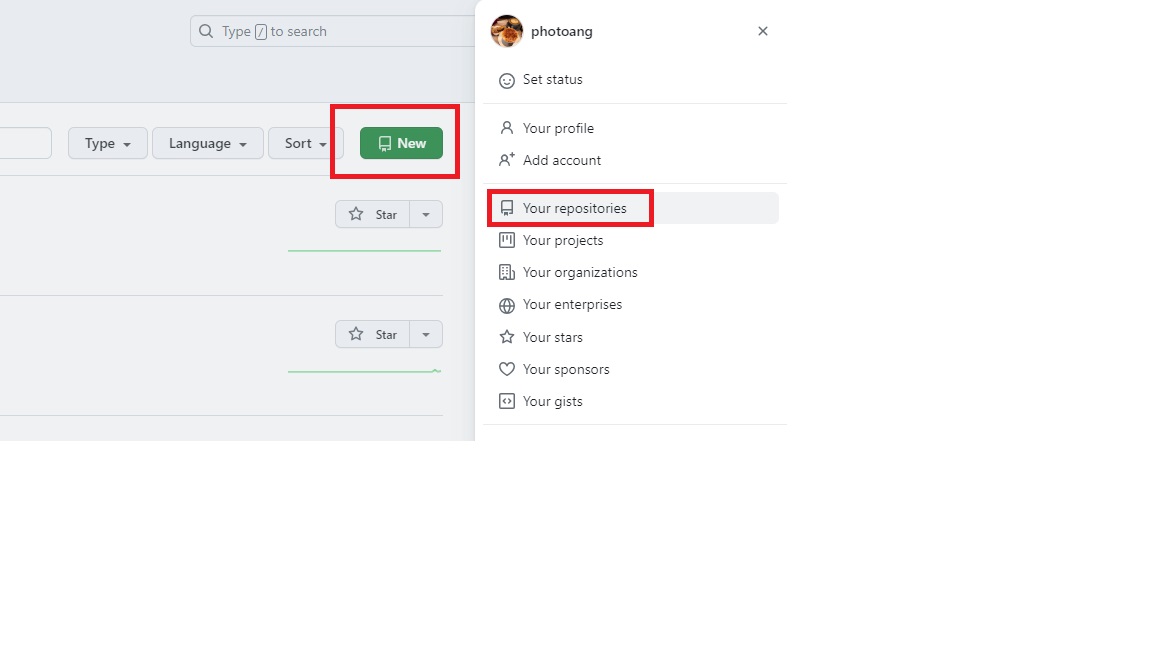 Type / to search
Type
Language
Sort
New
Star
Star
photoang
Set status
Your profile
Add account
Your repositories
Your projects
Your organizations
Your enterprises
Your stars
Your sponsors
Your gists